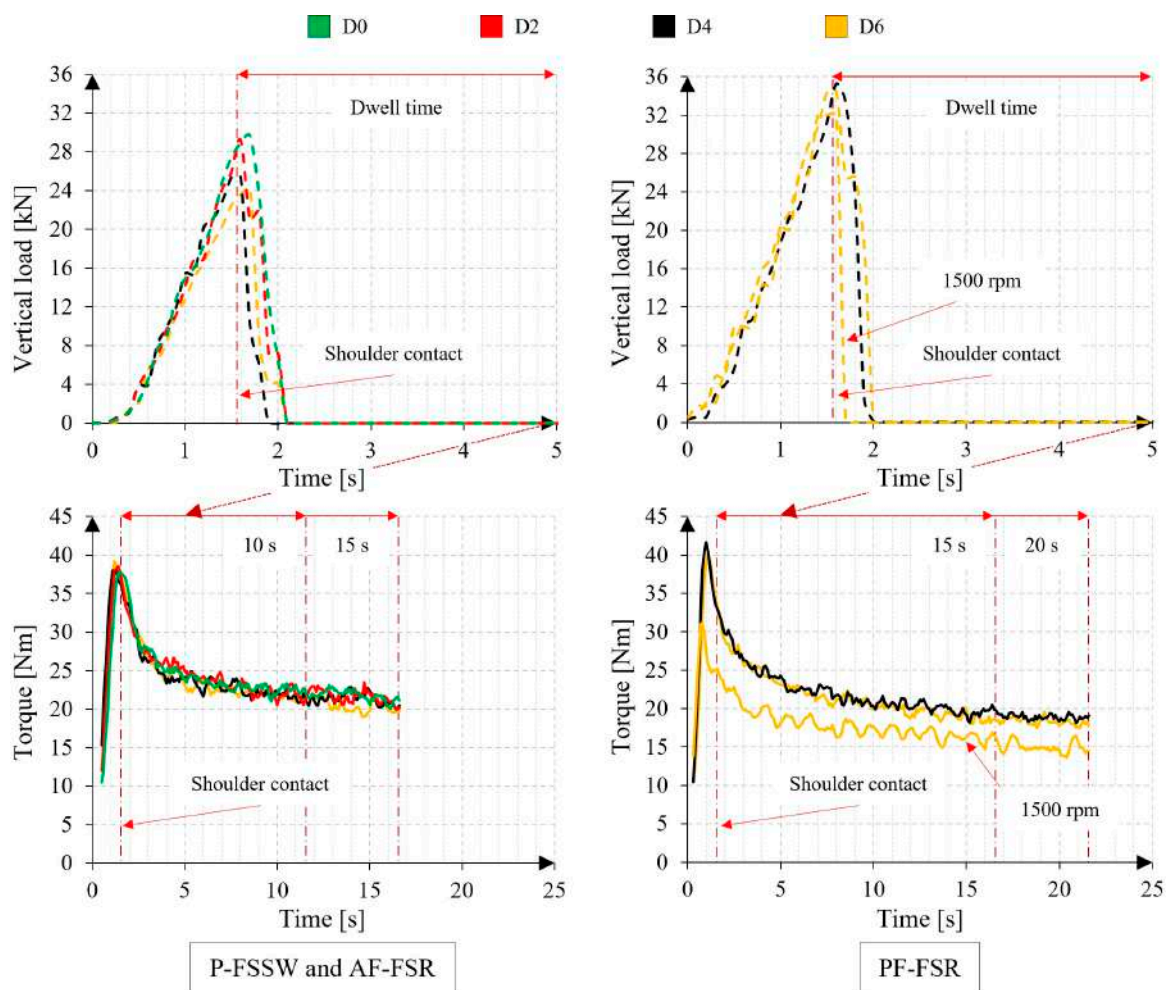 D0 D2 D4 D6
36
32
28
24
20
16
12
8
4
0
Vertical load [kN]
Dwell time
Shoulder contact
0 1 2 3 4 5
Time [s]
36
32
28
24
20
16
12
8
4
0
Vertical load [kN]
Dwell time
1500 rpm
Shoulder contact
0 1 2 3 4 5
Time [s]
45
40
35
30
25
20
15
10
5
0
Torque [Nm]
10 s 15 s
Shoulder contact
0 5 10 15 20 25
Time [s]
P-FSSW and AF-FSR
45
40
35
30
25
20
15
10
5
0
Torque [Nm]
15 s 20 s
Shoulder contact
1500 rpm
0 5 10 15 20 25
Time [s]
PF-FSR